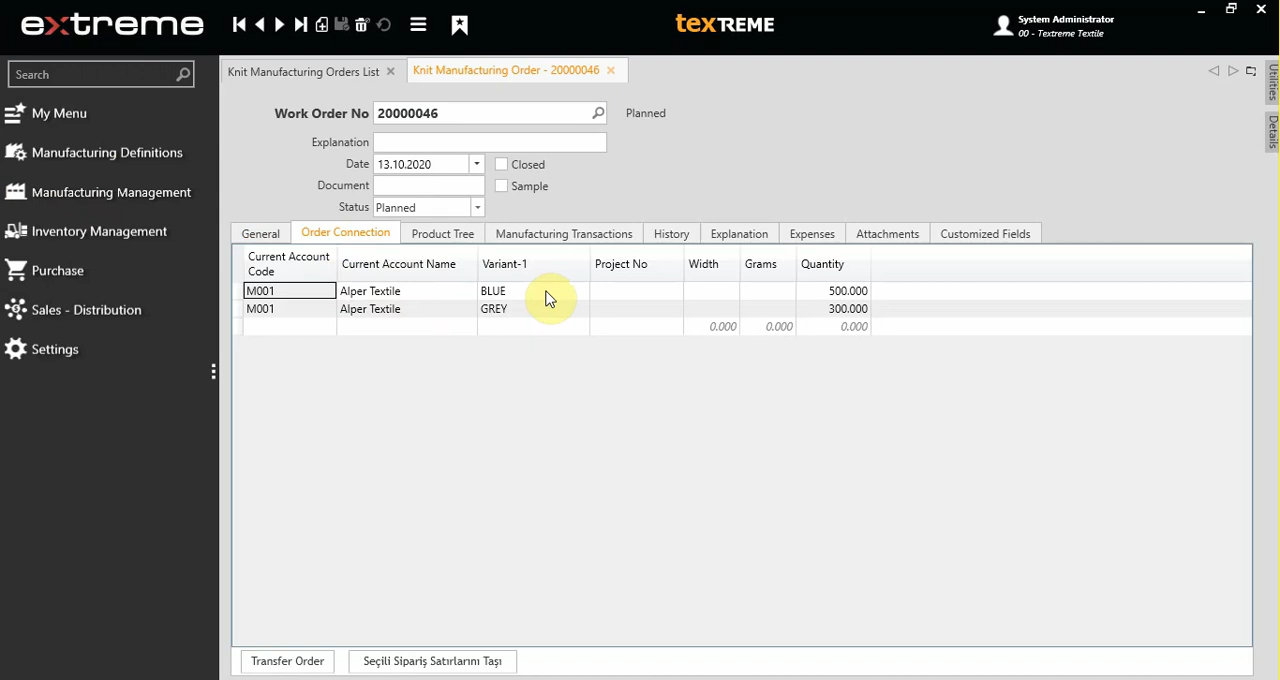 extreme
texTREME
System Administrator
00 - Textreme Textile
Search
My Menu
Manufacturing Definitions
Manufacturing Management
Inventory Management
Purchase
Sales - Distribution
Settings
Knit Manufacturing Orders List
Knit Manufacturing Order - 20000046
Utilities
Details
Work Order No 20000046 Planned
Explanation
Date 13.10.2020 Closed
Document Sample
Status Planned
General Order Connection Product Tree Manufacturing Transactions History Explanation Expenses Attachments Customized Fields
Current Account Code Current Account Name Variant-1 Project No Width Grams Quantity
M001 Alper Textile BLUE 500.000
M001 Alper Textile GREY 300.000
0.000 0.000 0.000
Transfer Order Seçili Sipariş Satırlarını Taşı